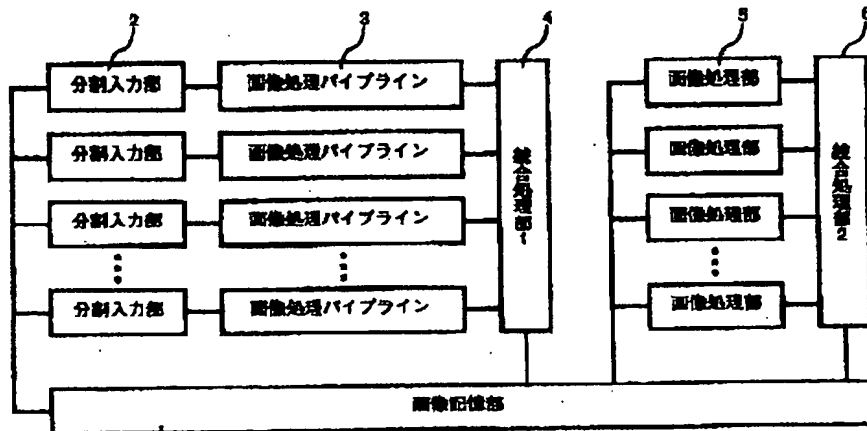 2
3
4
5
6
分割入力部
画像処理パイプライン
画像処理部
分割入力部
画像処理パイプライン
画像処理部
分割入力部
画像処理パイプライン
画像処理部
分割入力部
画像処理パイプライン
画像処理部
統合処理部1
統合処理部2
画像記憶部